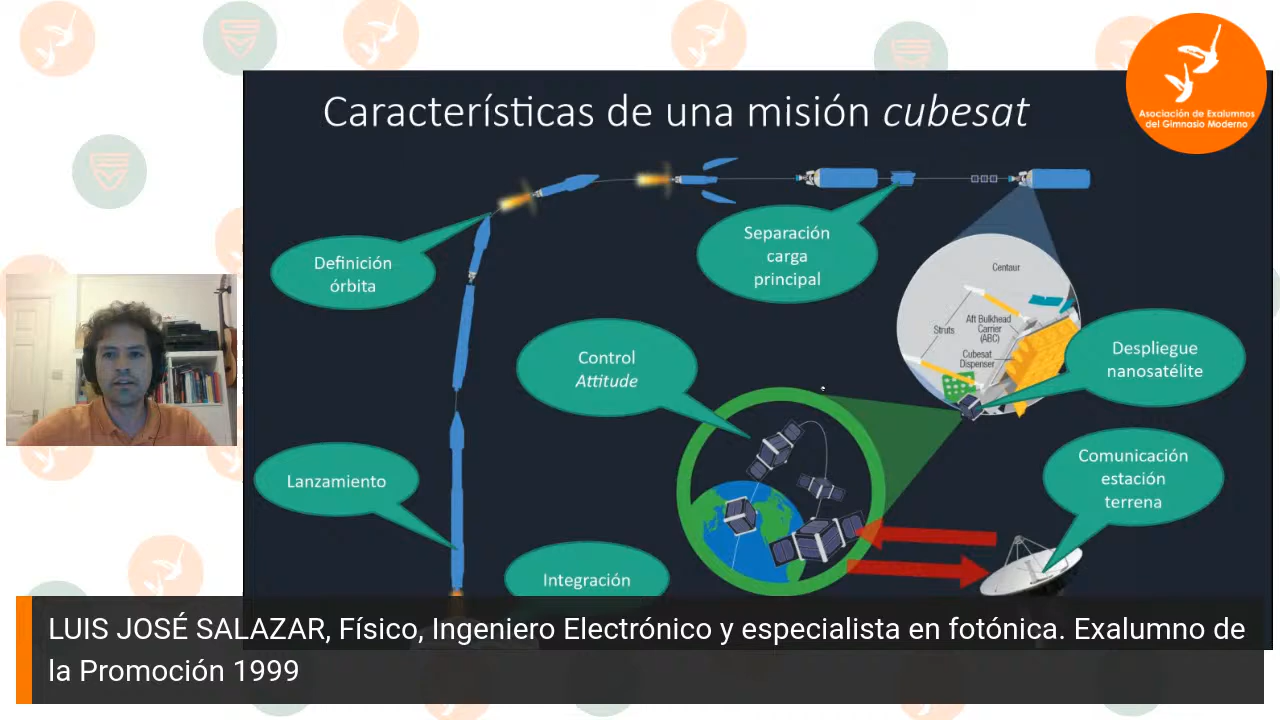 Características de una misión cubesat
Asociación de Exalumnos
del Gimnasio Moderno
Definición
órbita
Separación
carga
principal
Centaur
Struts
Aft Bulkhead
Carrier
(ABC)
Cubesat
Dispenser
Despliegue
nanosatélite
Control
Attitude
Lanzamiento
Comunicación
estación
terrena
Integración
LUIS JOSÉ SALAZAR, Físico, Ingeniero Electrónico y especialista en fotónica. Exalumno de
la Promoción 1999